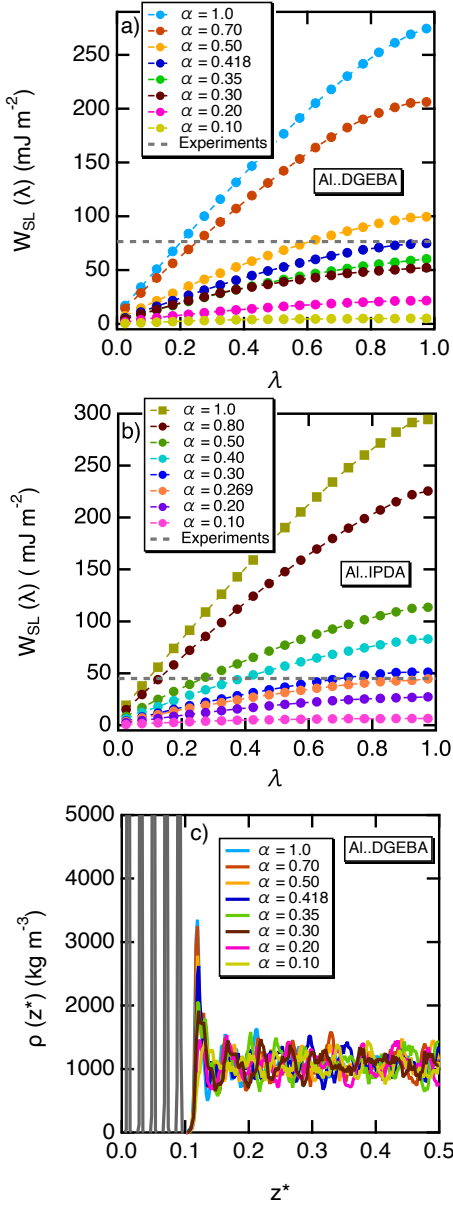 a)
α = 1.0
α = 0.70
α = 0.50
α = 0.418
α = 0.35
α = 0.30
α = 0.20
α = 0.10
Experiments
Al..DGEBA
W_SL (λ) (mJ m⁻²)
250
200
150
100
50
0
0.0 0.2 0.4 0.6 0.8 1.0
λ
b)
α = 1.0
α = 0.80
α = 0.50
α = 0.40
α = 0.30
α = 0.269
α = 0.20
α = 0.10
Experiments
Al..IPDA
W_SL (λ) ( mJ m⁻²)
300
250
200
150
100
50
0
0.0 0.2 0.4 0.6 0.8 1.0
λ
c)
α = 1.0
α = 0.70
α = 0.50
α = 0.418
α = 0.35
α = 0.30
α = 0.20
α = 0.10
Al..DGEBA
ρ (z*) (kg m⁻³)
5000
4000
3000
2000
1000
0
0.0 0.1 0.2 0.3 0.4 0.5
z*